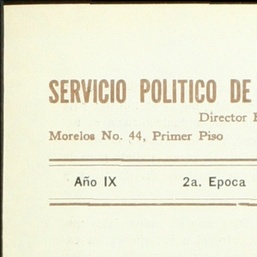 SERVICIO POLITICO DE
Director
Morelos No. 44, Primer Piso
Año IX 2a. Epoca